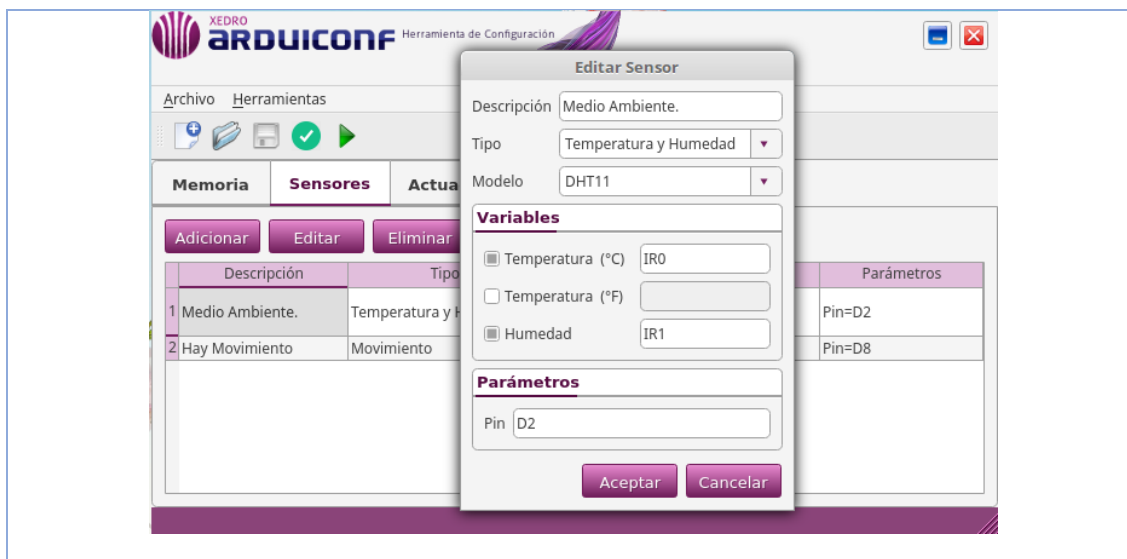 XEDRO
ARDUICONF Herramienta de Configuración
Archivo Herramientas
Memoria Sensores Actua
Adicionar Editar Eliminar
Descripción Tipo Parámetros
1 Medio Ambiente. Temperatura y H Pin=D2
2 Hay Movimiento Movimiento Pin=D8
Editar Sensor
Descripción Medio Ambiente.
Tipo Temperatura y Humedad
Modelo DHT11
Variables
Temperatura (°C) IR0
Temperatura (°F)
Humedad IR1
Parámetros
Pin D2
Aceptar Cancelar